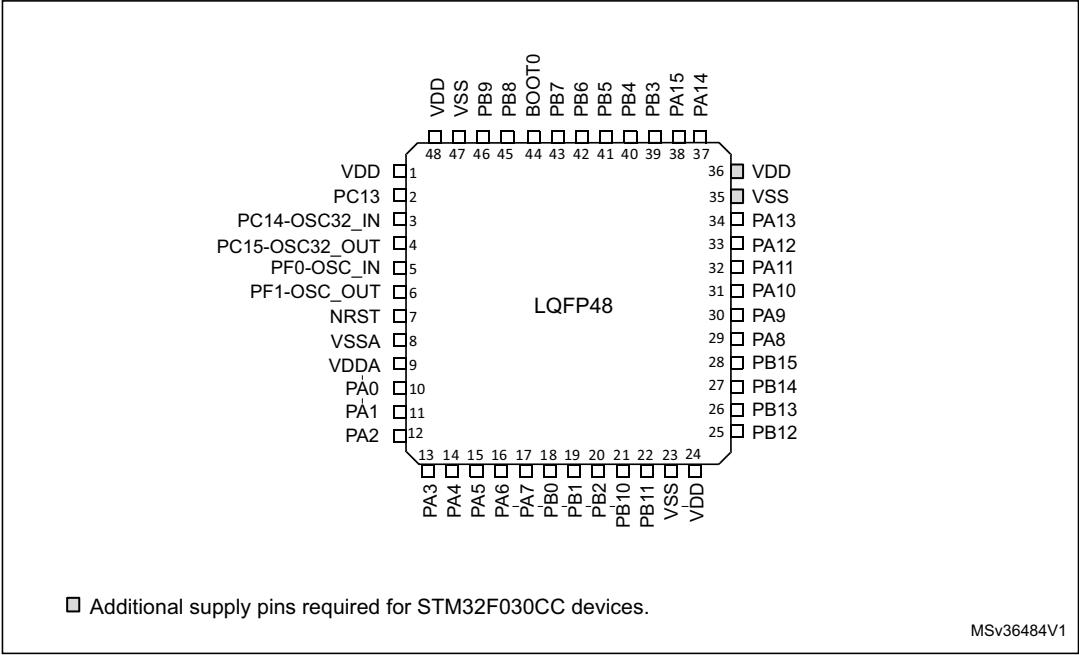 VDD
VSS
PB9
PB8
BOOT0
PB7
PB6
PB5
PB4
PB3
PA15
PA14
48 47 46 45 44 43 42 41 40 39 38 37
VDD 1
PC13 2
PC14-OSC32_IN 3
PC15-OSC32_OUT 4
PF0-OSC_IN 5
PF1-OSC_OUT 6
NRST 7
VSSA 8
VDDA 9
PA0 10
PA1 11
PA2 12
LQFP48
36 VDD
35 VSS
34 PA13
33 PA12
32 PA11
31 PA10
30 PA9
29 PA8
28 PB15
27 PB14
26 PB13
25 PB12
13 14 15 16 17 18 19 20 21 22 23 24
PA3
PA4
PA5
PA6
PA7
PB0
PB1
PB2
PB10
PB11
VSS
VDD
Additional supply pins required for STM32F030CC devices.
MSv36484V1